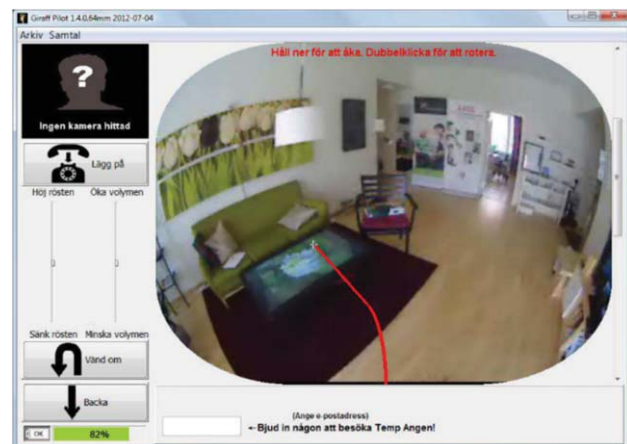 Giraff Pilot 1.4.0.64mm 2012-07-04
Arkiv Samtal
Håll ner för att åka. Dubbelklicka för att rotera.
?
Ingen kamera hittad
Lägg på
Höj rösten Öka volymen
Sänk rösten Minska volymen
Vänd om
Backa
(Ange e-postadress)
←Bjud in någon att besöka Temp Angen!
OK 82%